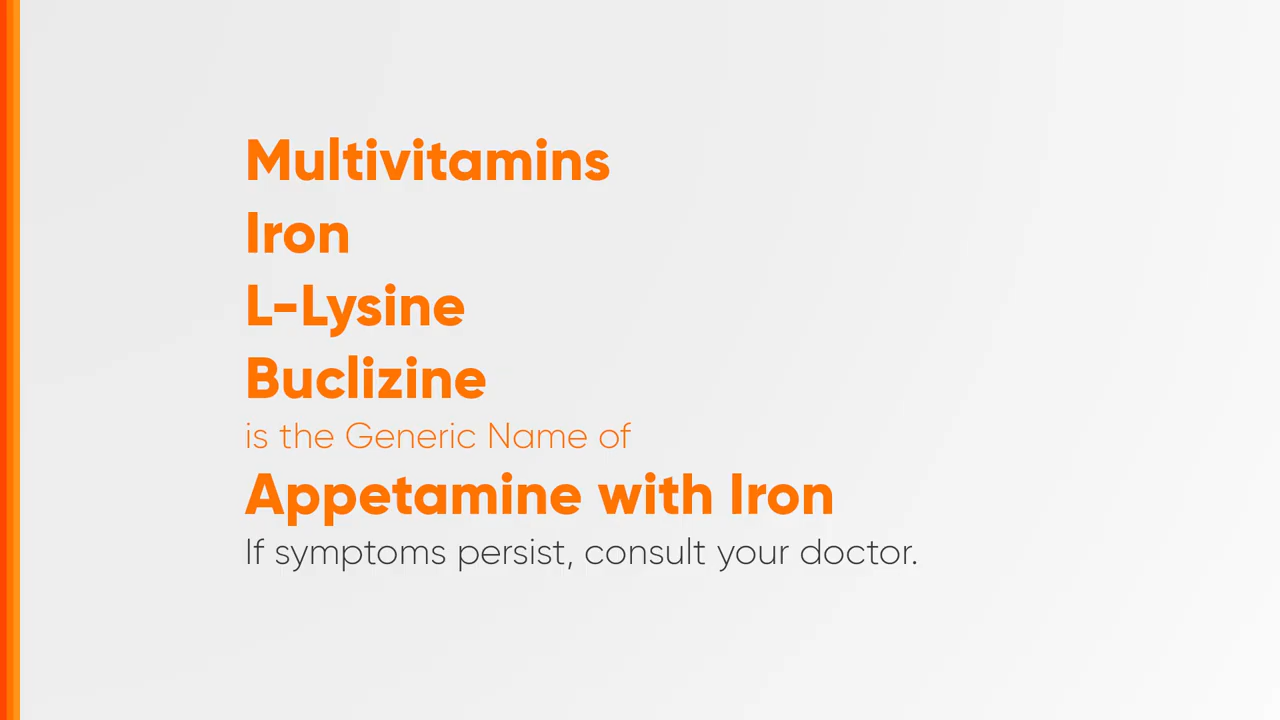 Multivitamins
Iron
L-Lysine
Buclizine
is the Generic Name of
Appetamine with Iron
If symptoms persist, consult your doctor.